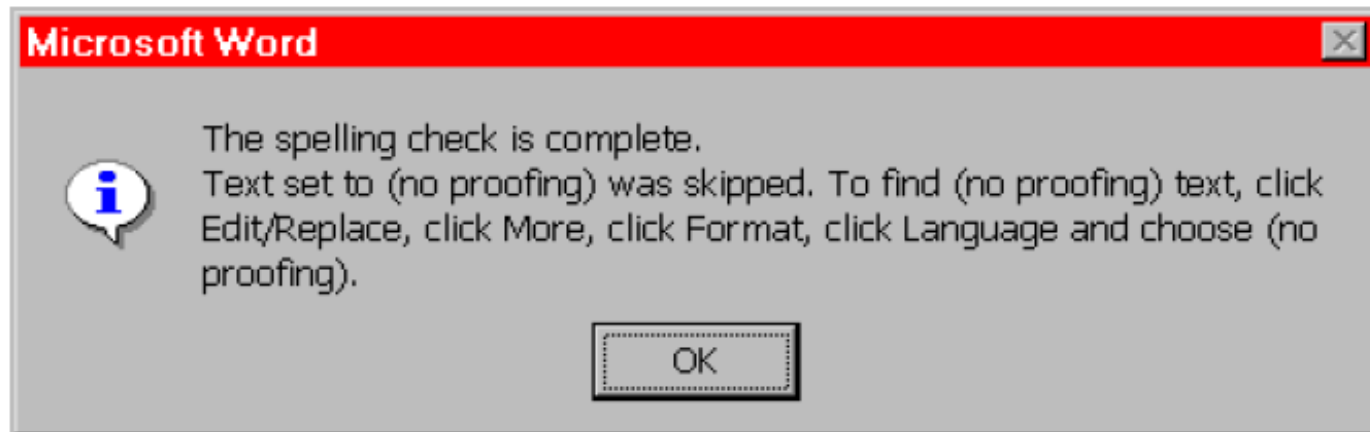 Microsoft Word
The spelling check is complete.
Text set to (no proofing) was skipped. To find (no proofing) text, click
Edit/Replace, click More, click Format, click Language and choose (no
proofing).
OK